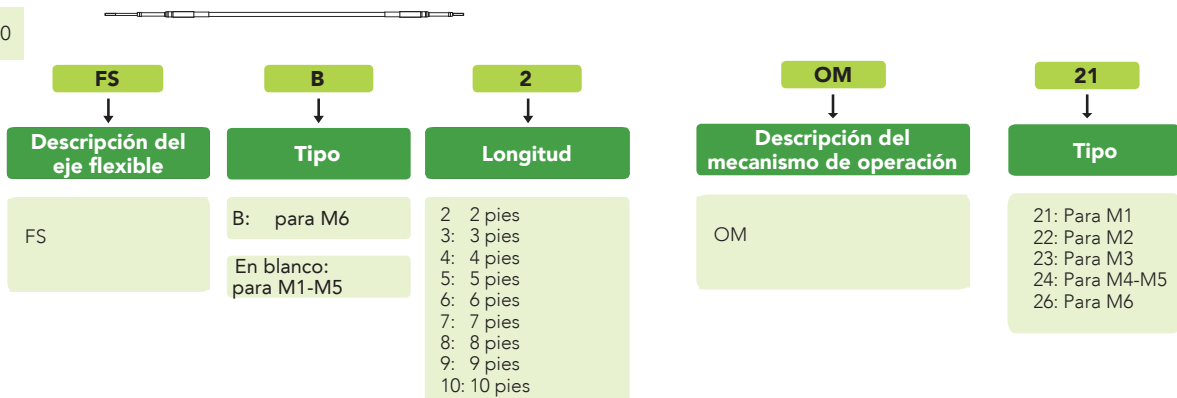 0
FS
B
2
Descripción del
eje flexible
Tipo
Longitud
FS
B: para M6
En blanco:
para M1-M5
2 2 pies
3: 3 pies
4: 4 pies
5: 5 pies
6: 6 pies
7: 7 pies
8: 8 pies
9: 9 pies
10: 10 pies
OM
21
Descripción del
mecanismo de operación
Tipo
OM
21: Para M1
22: Para M2
23: Para M3
24: Para M4-M5
26: Para M6